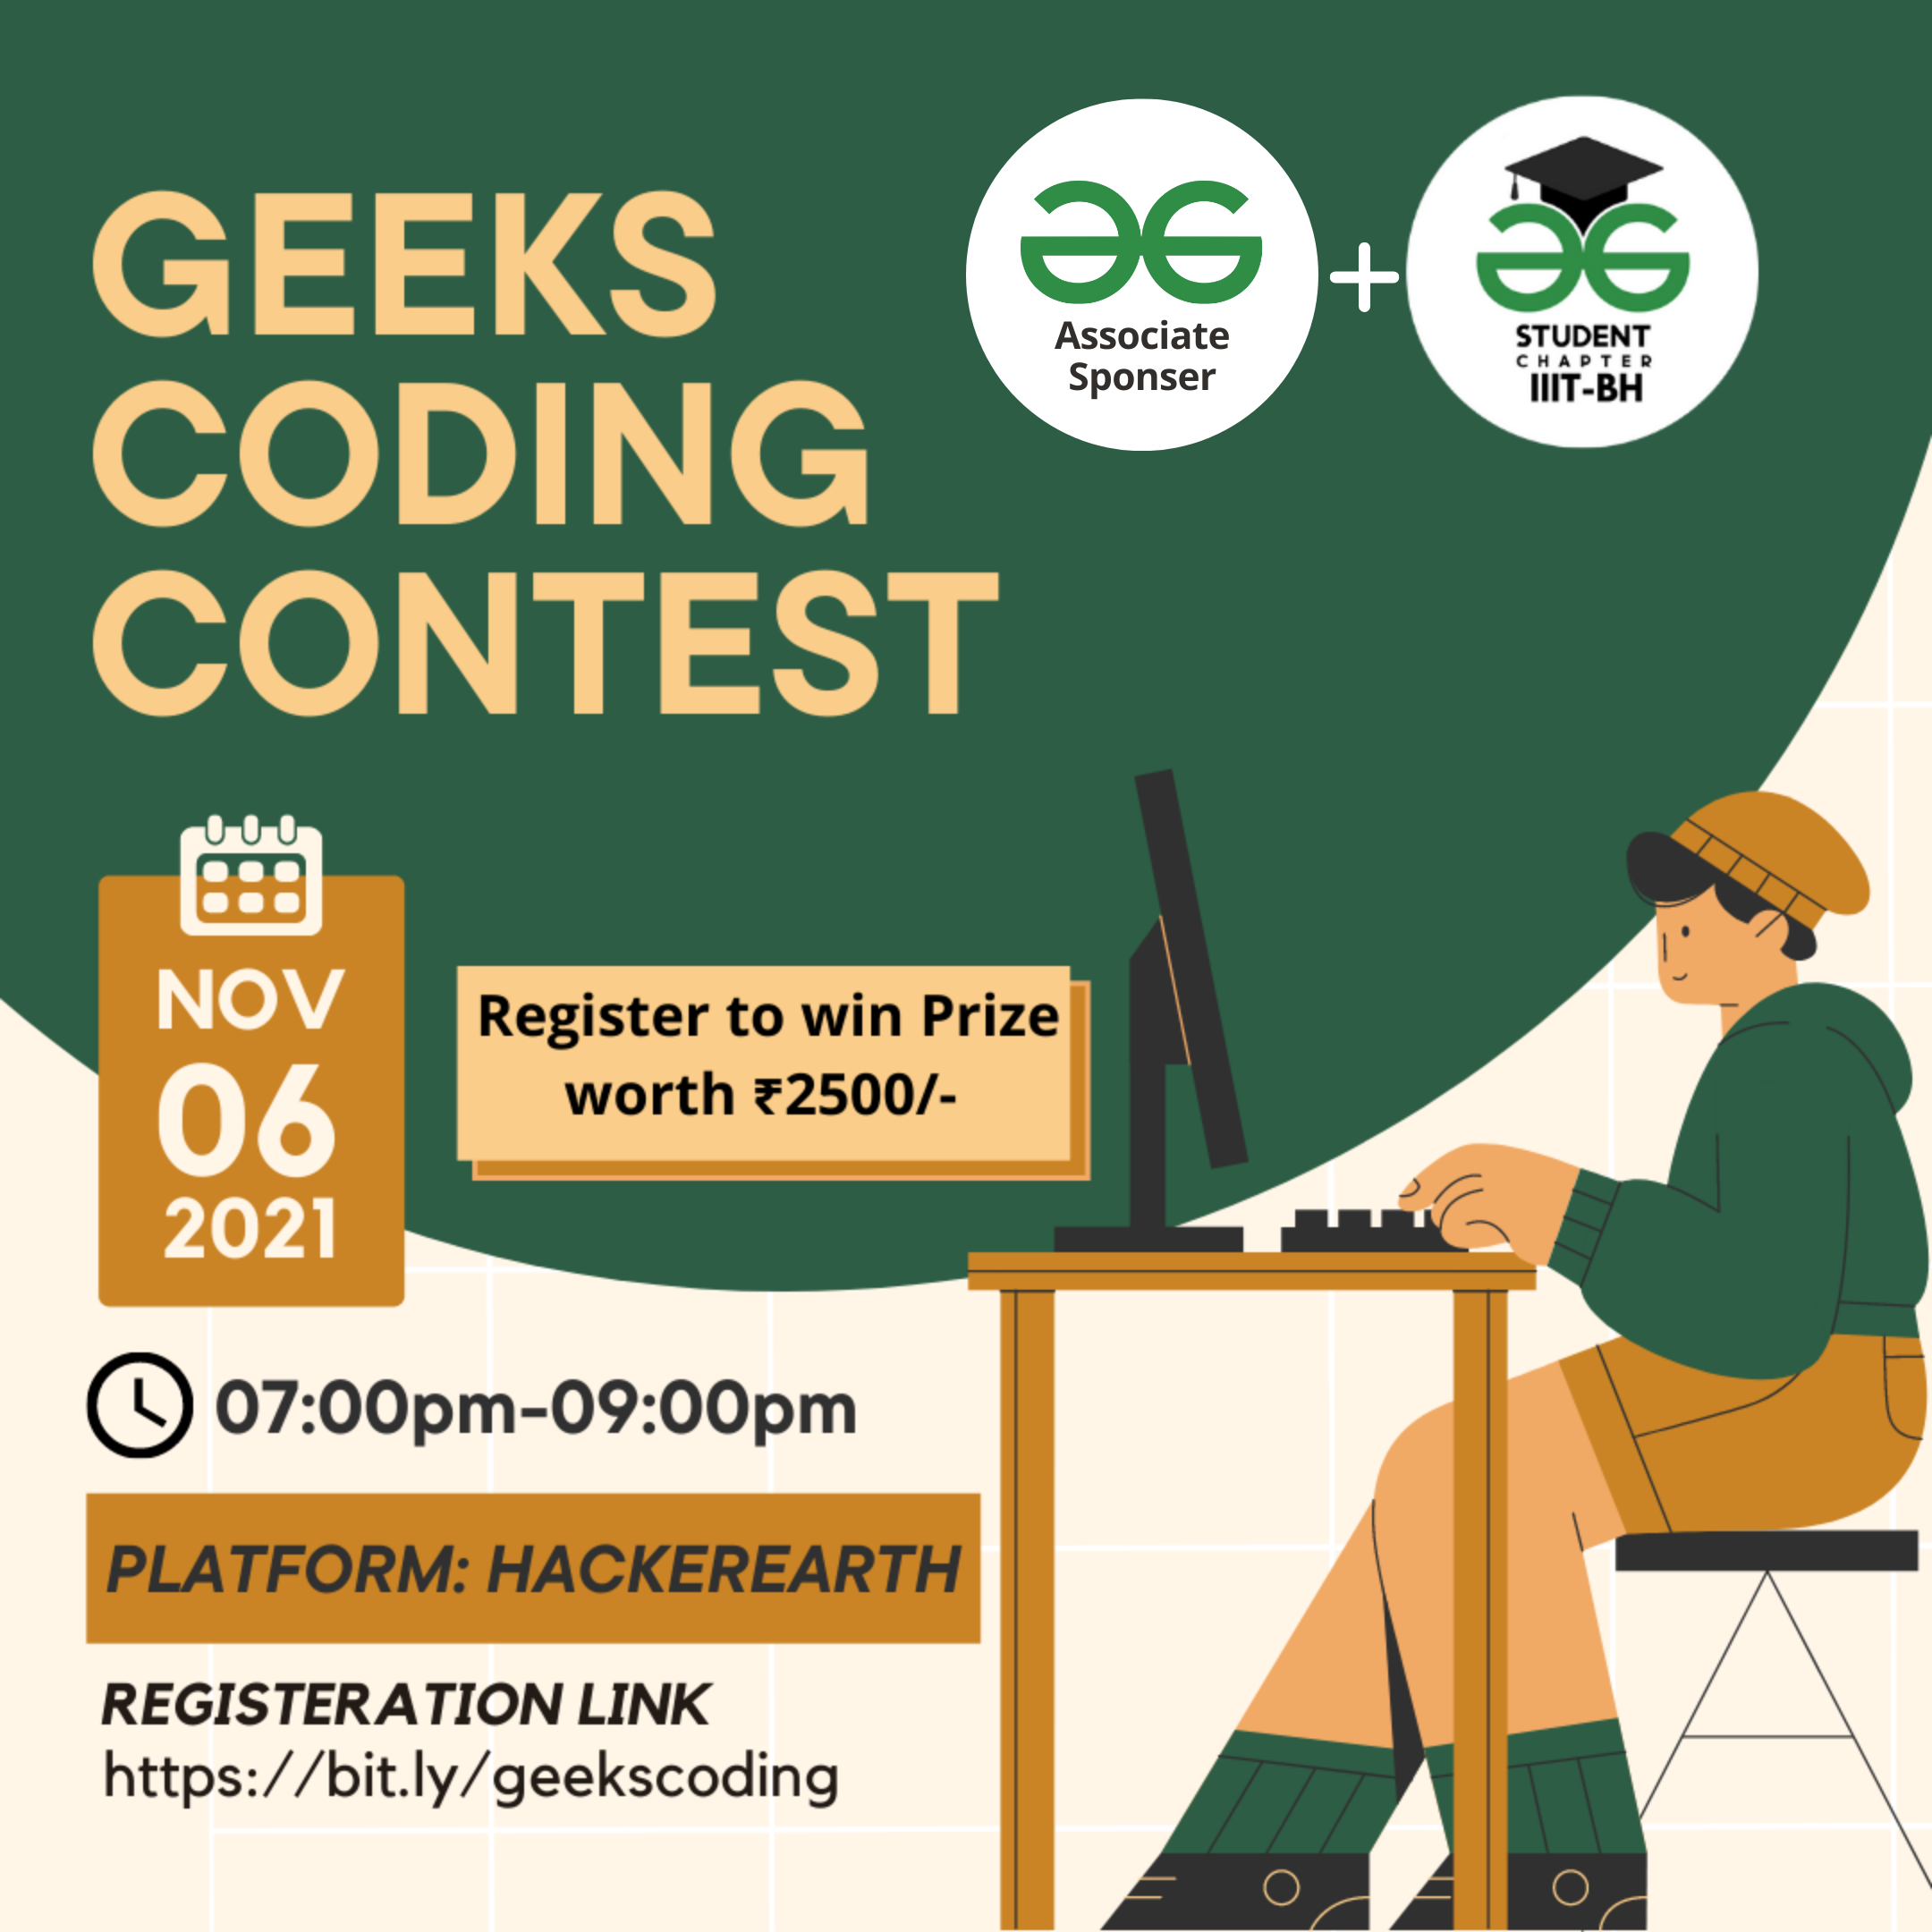 GEEKS
CODING
CONTEST
Associate
Sponser
+
STUDENT
CHAPTER
IIIT-BH
NOV
06
2021
Register to win Prize
worth ₹2500/-
07:00pm-09:00pm
PLATFORM: HACKEREARTH
REGISTERATION LINK
https://bit.ly/geekscoding